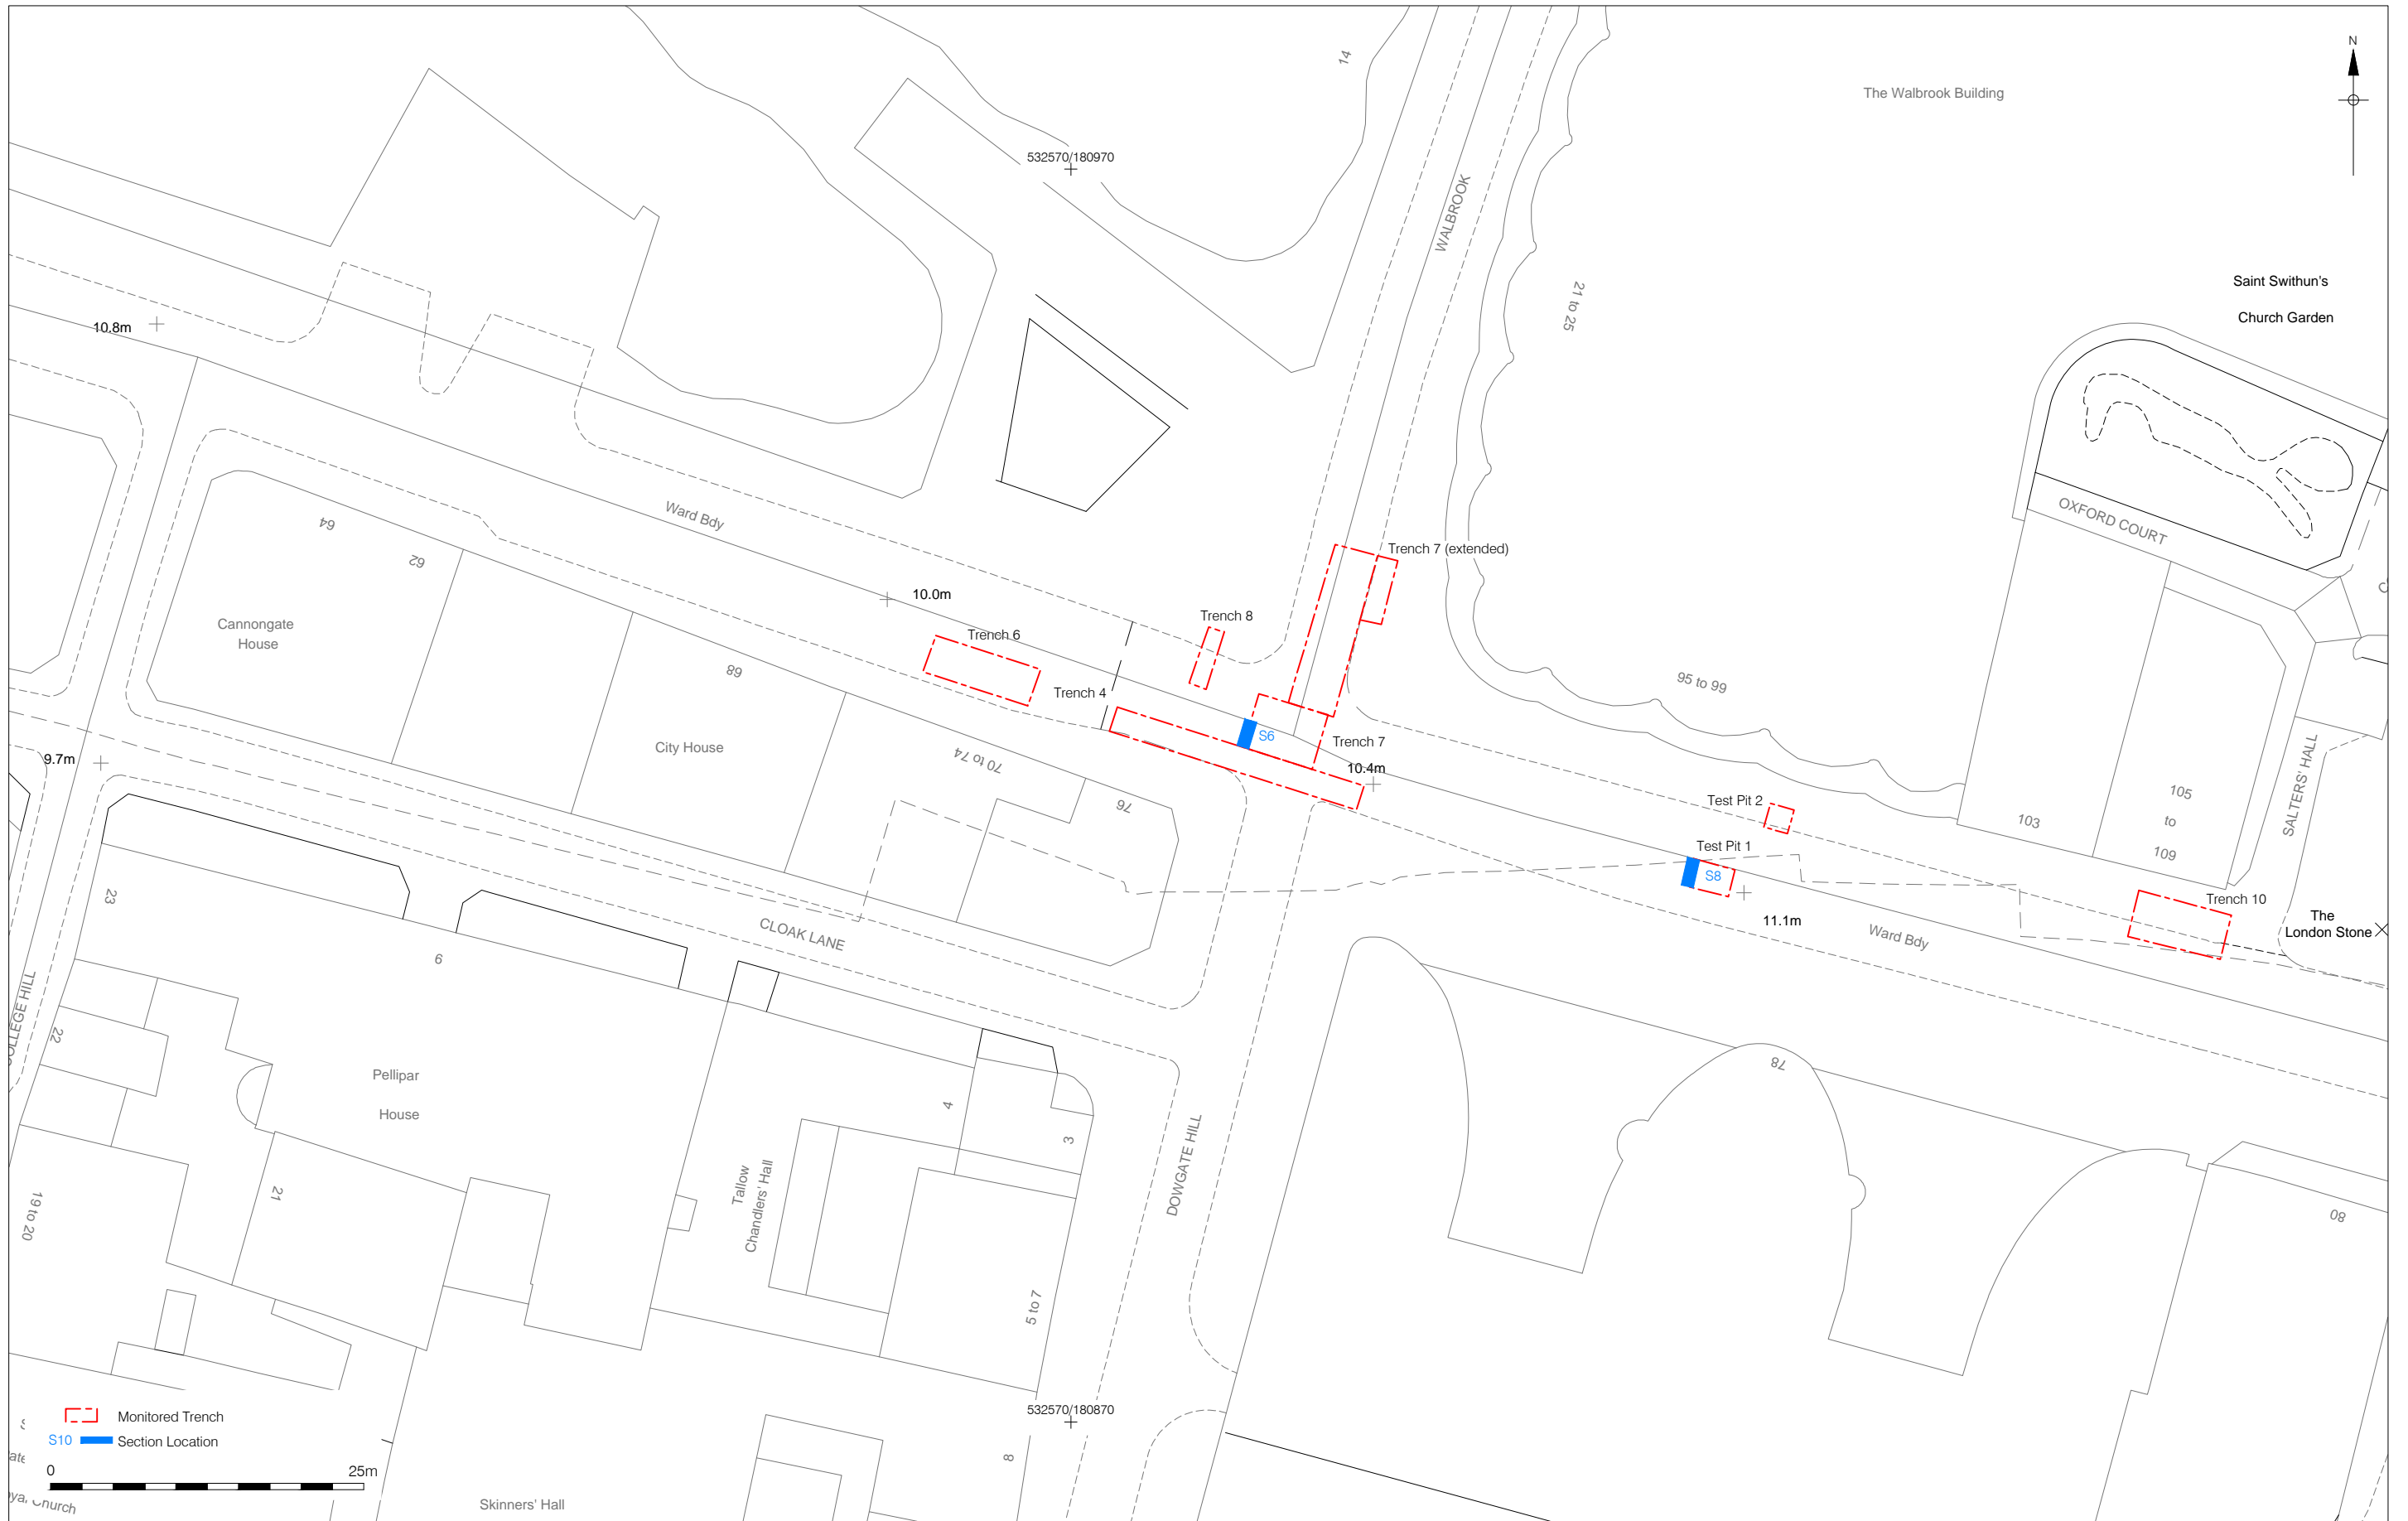 N
14
The Walbrook Building
532570/180970
WALBROOK
21 to 25
Saint Swithun's
Church Garden
10.8m
OXFORD COURT
Ward Bdy
64
62
Trench 7 (extended)
10.0m
Trench 8
Cannongate
House
Trench 6
68
Trench 4
95 to 99
S6
Trench 7
City House
70 to 74
10.4m
9.7m
SALTERS' HALL
105
to
109
103
76
Test Pit 2
Test Pit 1
S8
23
Trench 10
11.1m
The
London Stone
Ward Bdy
CLOAK LANE
9
COLLEGE HILL
22
Pellipar
House
78
4
3
DOWGATE HILL
Tallow
Chandlers' Hall
21
19 to 20
80
5 to 7
532570/180870
Monitored Trench
S10
Section Location
8
0
25m
Church
Skinners' Hall